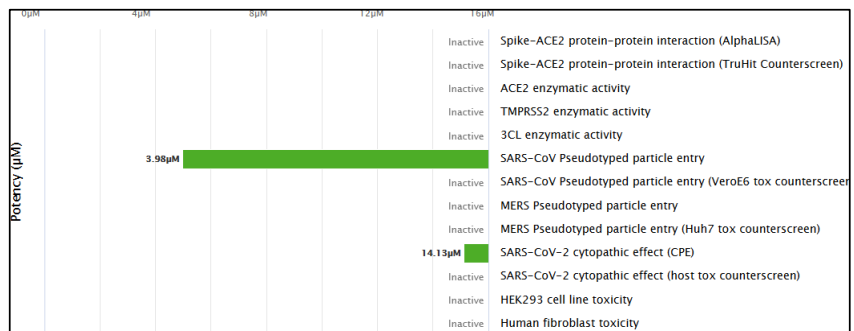 0µM 4µM 8µM 12µM 16µM
Potency (µM)
Inactive Spike-ACE2 protein-protein interaction (AlphaLISA)
Inactive Spike-ACE2 protein-protein interaction (TruHit Counterscreen)
Inactive ACE2 enzymatic activity
Inactive TMPRSS2 enzymatic activity
Inactive 3CL enzymatic activity
3.98µM SARS-CoV Pseudotyped particle entry
Inactive SARS-CoV Pseudotyped particle entry (VeroE6 tox counterscreen
Inactive MERS Pseudotyped particle entry
Inactive MERS Pseudotyped particle entry (Huh7 tox counterscreen)
14.13µM SARS-CoV-2 cytopathic effect (CPE)
Inactive SARS-CoV-2 cytopathic effect (host tox counterscreen)
Inactive HEK293 cell line toxicity
Inactive Human fibroblast toxicity